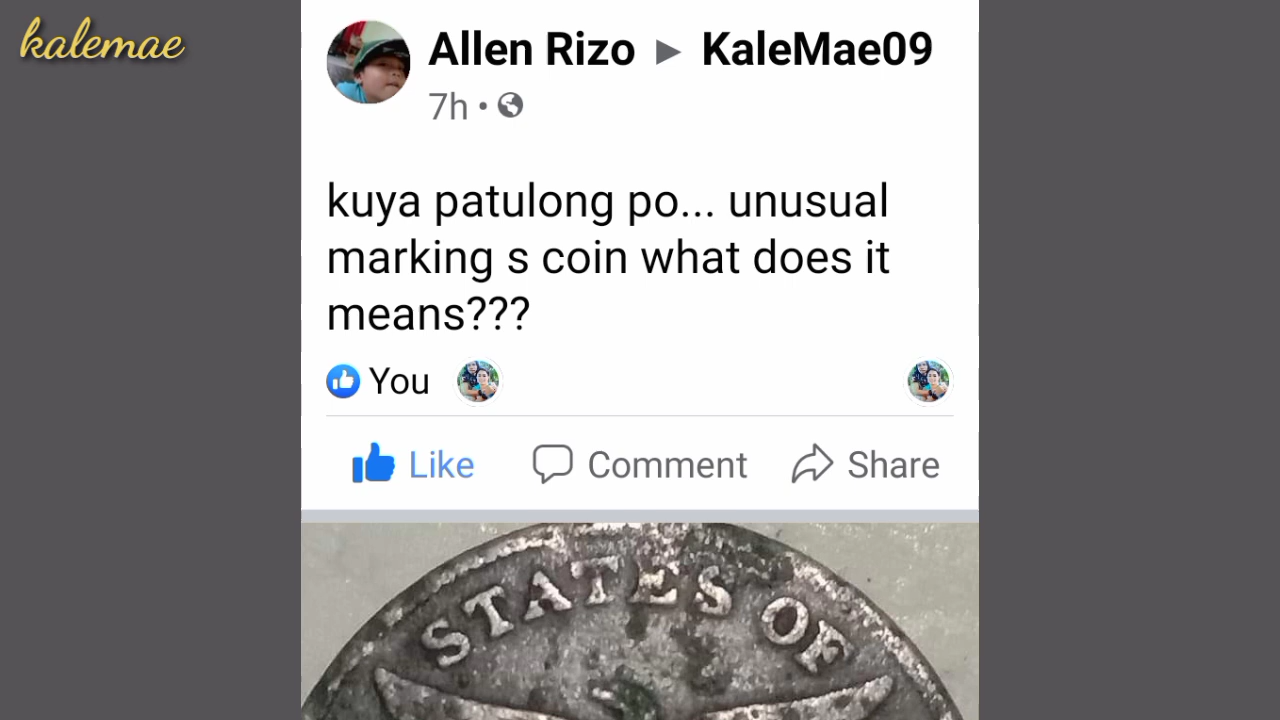 kalemae
Allen Rizo ▶ KaleMae09
7h •
kuya patulong po... unusual
marking s coin what does it
means???
You
Like Comment Share
STATES OF